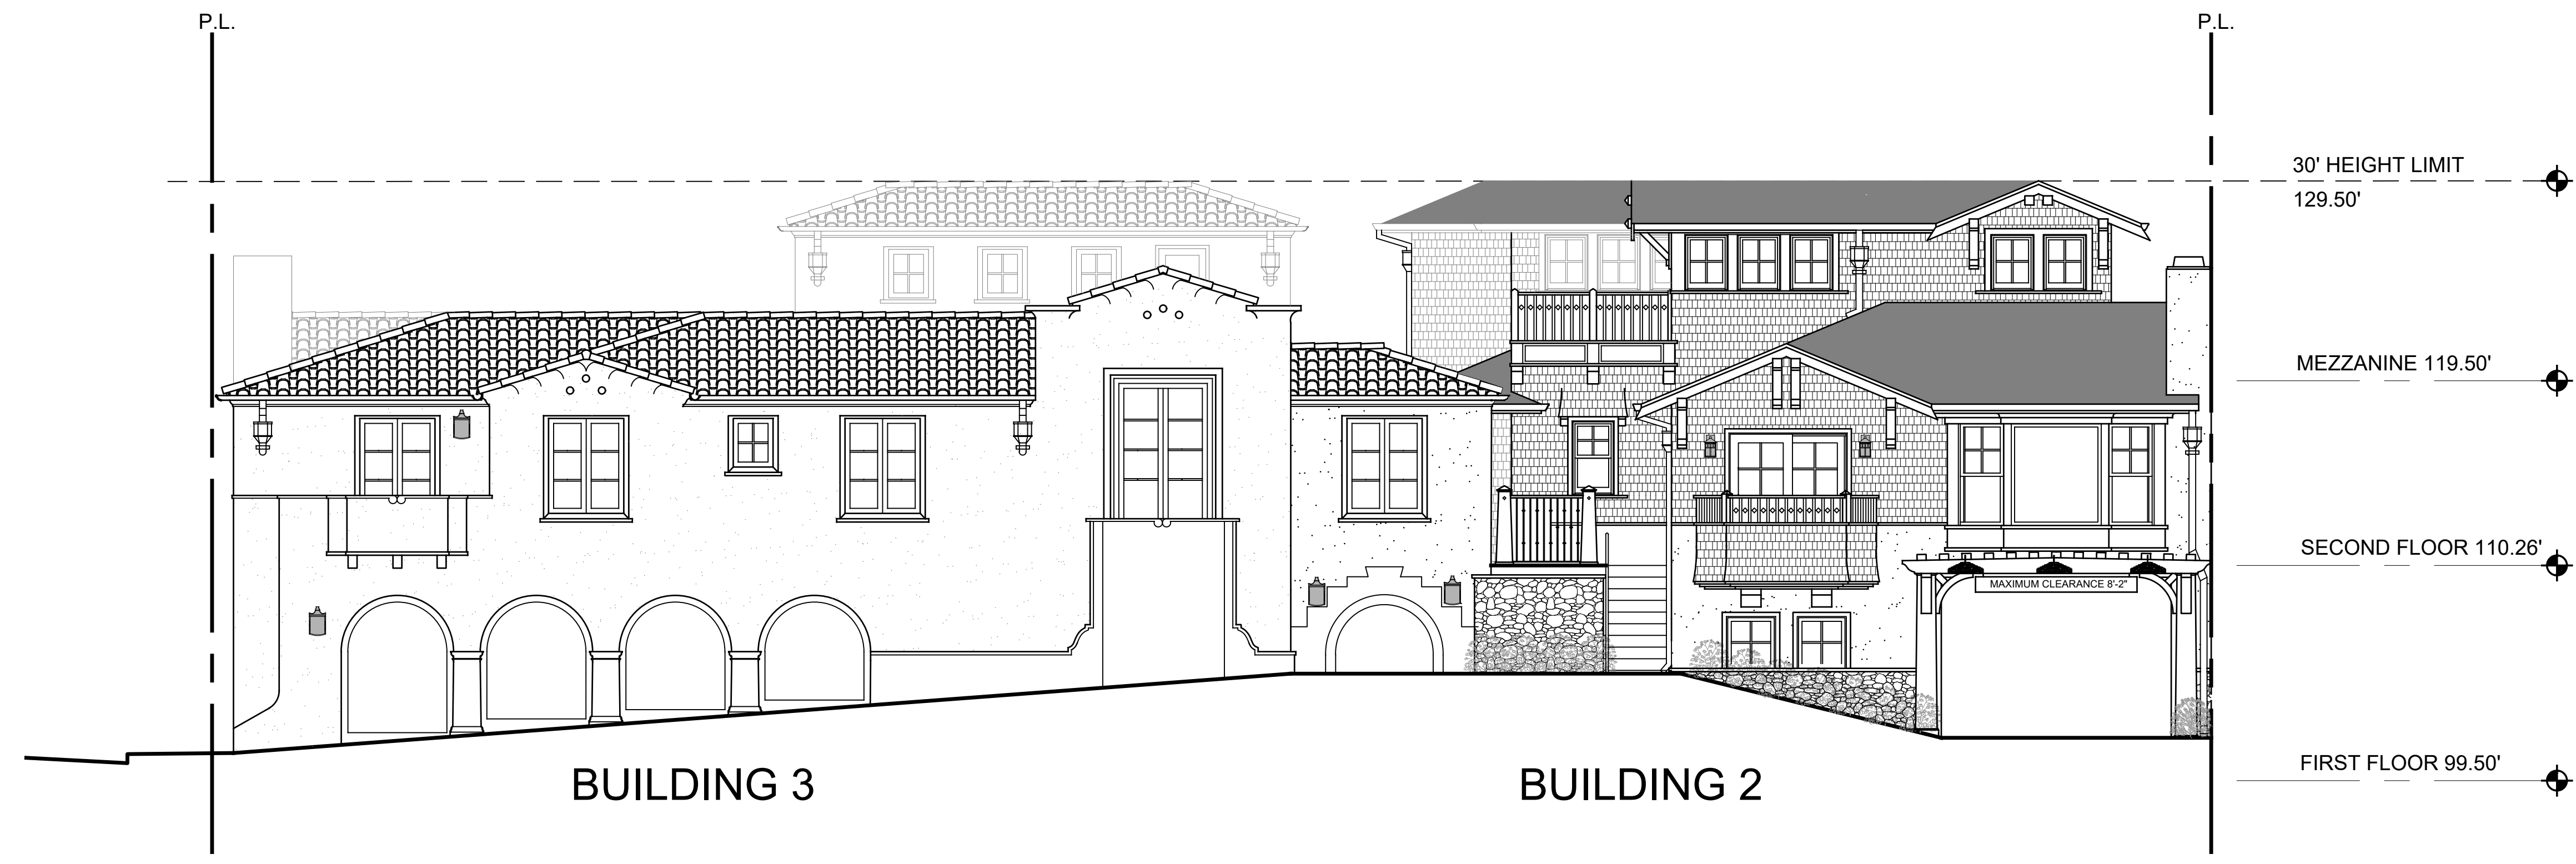 P.L.
P.L.
30' HEIGHT LIMIT
129.50'
MEZZANINE 119.50'
SECOND FLOOR 110.26'
MAXIMUM CLEARANCE 8'-2"
FIRST FLOOR 99.50'
BUILDING 3
BUILDING 2